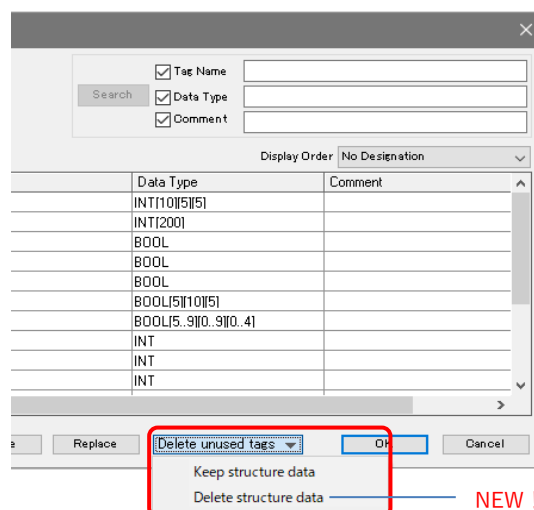 Tag Name
Search
Data Type
Comment
Display Order No Designation
Data Type Comment
INT[10][5][5]
INT[200]
BOOL
BOOL
BOOL
BOOL[5][10][5]
BOOL[5..9][0..9][0..4]
INT
INT
INT
Replace Delete unused tags OK Cancel
Keep structure data
Delete structure data NEW!